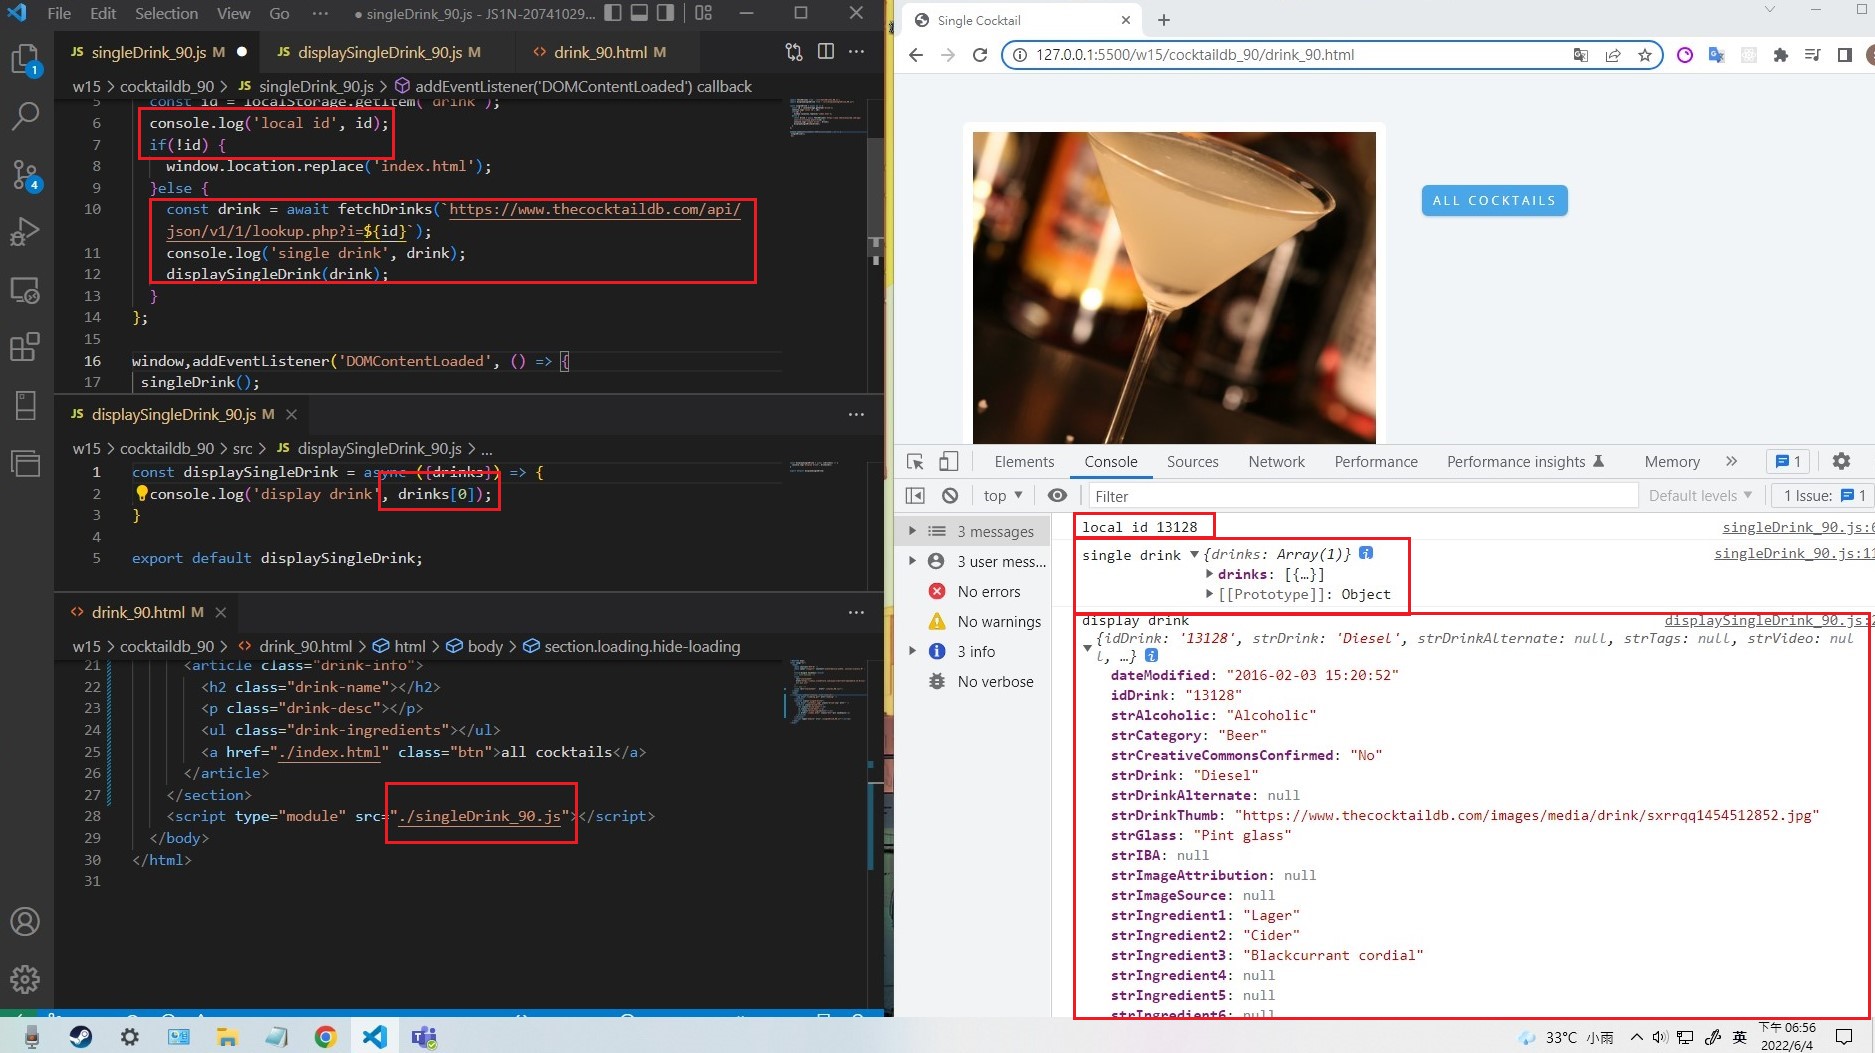 File Edit Selection View Go ··· ● singleDrink_90.js - JS1N-20741029...
JS singleDrink_90.js M ●
JS displaySingleDrink_90.js M
<> drink_90.html M
w15 > cocktaildb_90 > JS singleDrink_90.js > addEventListener('DOMContentLoaded') callback
5 const id = localStorage.getItem('drink');
6 console.log('local id', id);
7 if(!id) {
8 window.location.replace('index.html');
9 }else {
10 const drink = await fetchDrinks(`https://www.thecocktaildb.com/api/
json/v1/1/lookup.php?i=${id}`);
11 console.log('single drink', drink);
12 displaySingleDrink(drink);
13 }
14 };
15
16 window,addEventListener('DOMContentLoaded', () => {
17 singleDrink();
JS displaySingleDrink_90.js M
w15 > cocktaildb_90 > src > JS displaySingleDrink_90.js > ...
1 const displaySingleDrink = async ({drinks}) => {
2 console.log('display drink', drinks[0]);
3 }
4
5 export default displaySingleDrink;
<> drink_90.html M
w15 > cocktaildb_90 > <> drink_90.html > html > body > section.loading.hide-loading
21 <article class="drink-info">
22 <h2 class="drink-name"></h2>
23 <p class="drink-desc"></p>
24 <ul class="drink-ingredients"></ul>
25 <a href="./index.html" class="btn">all cocktails</a>
26 </article>
27 </section>
28 <script type="module" src="./singleDrink_90.js"></script>
29 </body>
30 </html>
31
1
4
Single Cocktail
127.0.0.1:5500/w15/cocktaildb_90/drink_90.html
ALL COCKTAILS
Elements Console Sources Network Performance Performance insights Memory >> 1
top Filter Default levels 1 Issue: 1
3 messages
3 user mess...
No errors
No warnings
3 info
No verbose
local id 13128 singleDrink_90.js:6
single drink {drinks: Array(1)} singleDrink_90.js:11
drinks: [{…}]
[[Prototype]]: Object
display drink displaySingleDrink_90.js:2
{idDrink: '13128', strDrink: 'Diesel', strDrinkAlternate: null, strTags: null, strVideo: nul
l, …}
dateModified: "2016-02-03 15:20:52"
idDrink: "13128"
strAlcoholic: "Alcoholic"
strCategory: "Beer"
strCreativeCommonsConfirmed: "No"
strDrink: "Diesel"
strDrinkAlternate: null
strDrinkThumb: "https://www.thecocktaildb.com/images/media/drink/sxrrqq1454512852.jpg"
strGlass: "Pint glass"
strIBA: null
strImageAttribution: null
strImageSource: null
strIngredient1: "Lager"
strIngredient2: "Cider"
strIngredient3: "Blackcurrant cordial"
strIngredient4: null
strIngredient5: null
strIngredient6: null
33°C 小雨 英 下午 06:56
2022/6/4